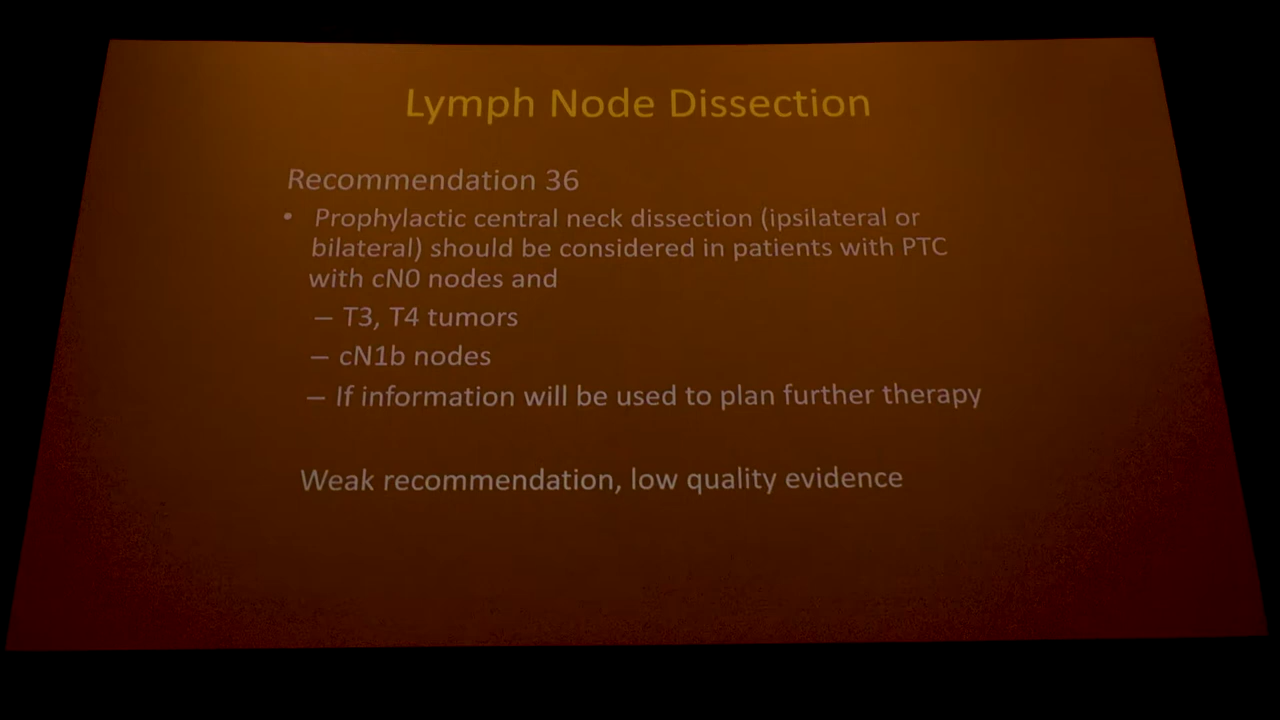 Lymph Node Dissection
Recommendation 36
• Prophylactic central neck dissection (ipsilateral or
bilateral) should be considered in patients with PTC
with cN0 nodes and
– T3, T4 tumors
– cN1b nodes
– If information will be used to plan further therapy
Weak recommendation, low quality evidence